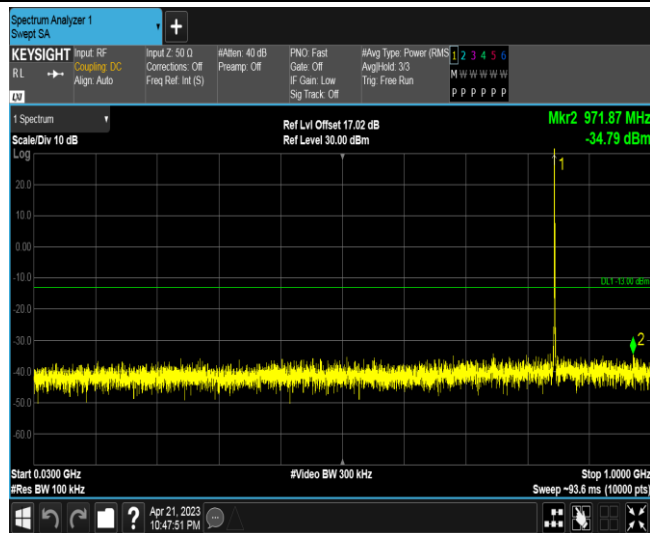 Spectrum Analyzer 1
Swept SA
+
KEYSIGHT
RL
LXI
Input: RF
Coupling: DC
Align: Auto
Input Z: 50 Ω
Corrections: Off
Freq Ref: Int (S)
#Atten: 40 dB
Preamp: Off
PNO: Fast
Gate: Off
IF Gain: Low
Sig Track: Off
#Avg Type: Power (RMS
Avg|Hold: 3/3
Trig: Free Run
1 2 3 4 5 6
M W W W W W
P P P P P P
1 Spectrum
Scale/Div 10 dB
Log
Ref Lvl Offset 17.02 dB
Ref Level 30.00 dBm
Mkr2 971.87 MHz
-34.79 dBm
1
20.0
10.0
0.00
-10.0
DL1 -13.00 dBm
-20.0
-30.0
2
-40.0
-50.0
-60.0
Start 0.0300 GHz
#Res BW 100 kHz
#Video BW 300 kHz
Stop 1.0000 GHz
Sweep ~93.6 ms (10000 pts)
?
Apr 21, 2023
10:47:51 PM